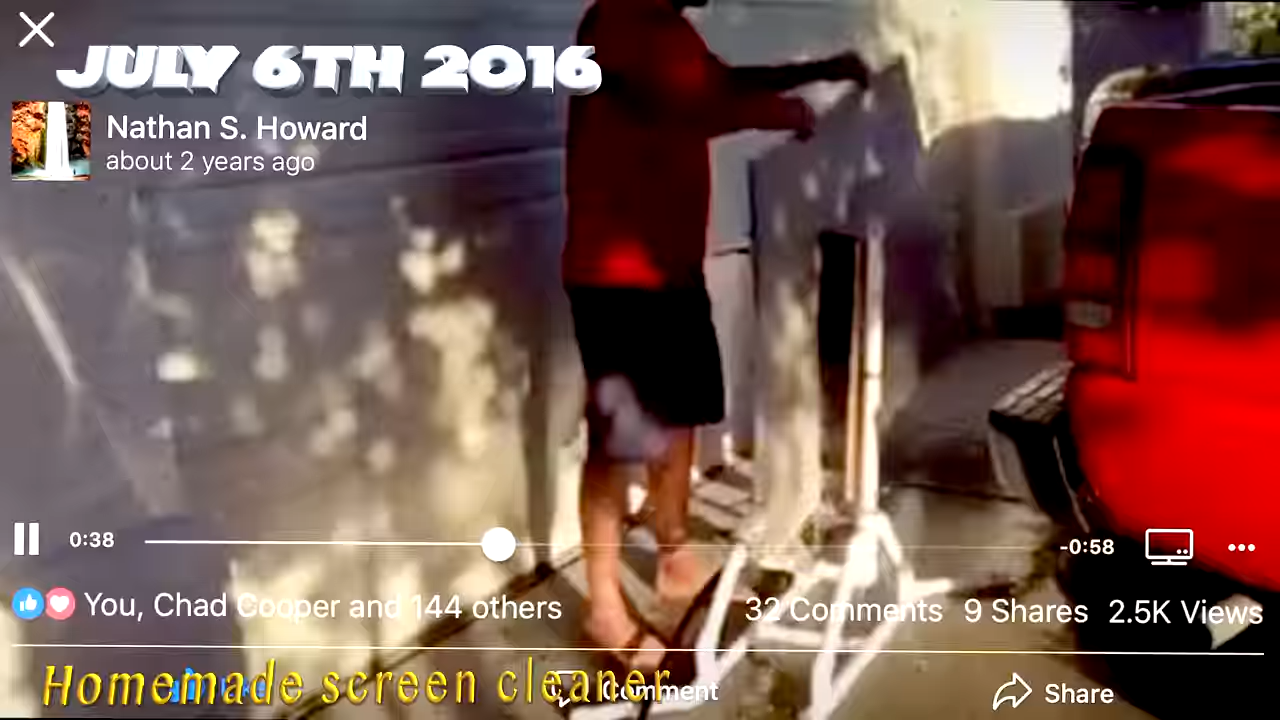 JULY 6TH 2016
Nathan S. Howard
about 2 years ago
0:38
-0:58
You, Chad Cooper and 144 others
32 Comments 9 Shares 2.5K Views
Homemade screen cleaner
Comment
Share